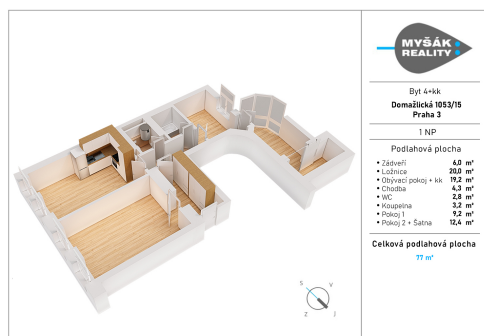 MYŠÁK
REALITY
Byt 4+kk
Domažlická 1053/15
Praha 3
1 NP
Podlahová plocha
• Zádveří 6,0 m²
• Ložnice 20,0 m²
• Obývací pokoj + kk 19,2 m²
• Chodba 4,3 m²
• WC 2,8 m²
• Koupelna 3,2 m²
• Pokoj 1 9,2 m²
• Pokoj 2 + Šatna 12,4 m²
Celková podlahová plocha
77 m²
S V
Z J